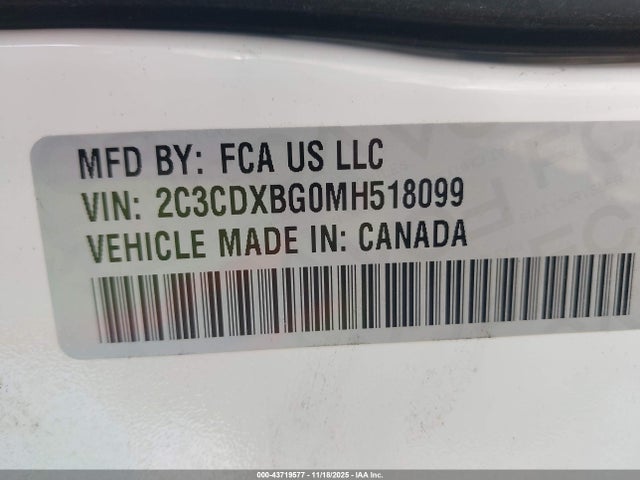 MFD BY: FCA US LLC
VIN: 2C3CDXBG0MH518099
VEHICLE MADE IN: CANADA
000-43719577 - 11/18/2025 - IAA Inc.